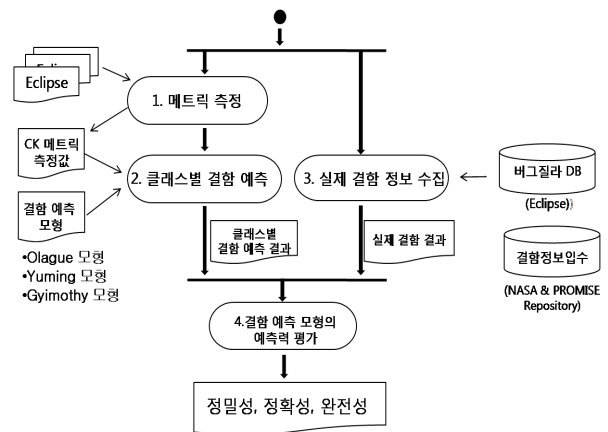 Eclipse
Eclipse
1. 메트릭 측정
CK 메트릭
측정값
2. 클래스별 결함 예측
3. 실제 결함 정보 수집
버그질라 DB
(Eclipse))
결함 예측
모형
•Olague 모형
•Yuming 모형
•Gyimothy 모형
클래스별
결함 예측 결과
실제 결함 결과
결함정보입수
(NASA & PROMISE
Repository)
4.결함 예측 모형의
예측력 평가
정밀성, 정확성, 완전성